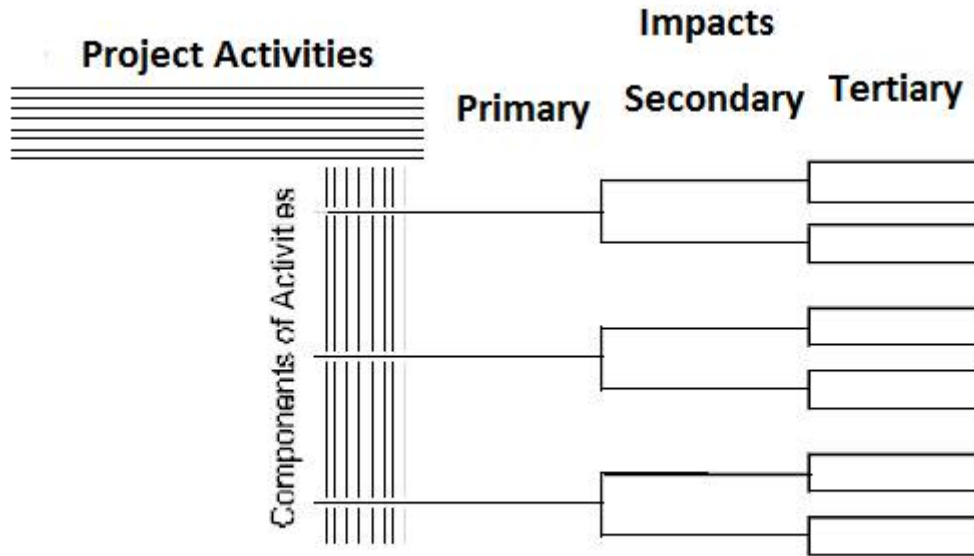 Impacts
Project Activities
Primary Secondary Tertiary
Components of Activities